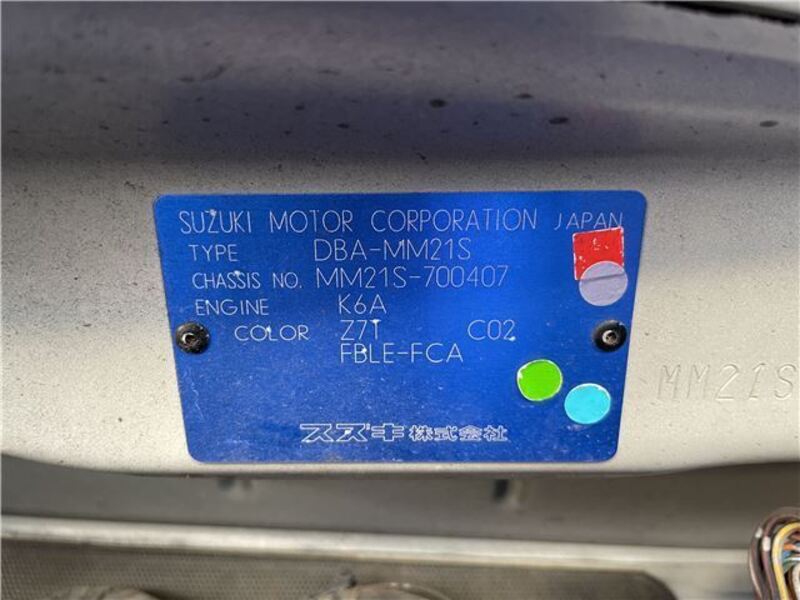 SUZUKI MOTOR CORPORATION JAPAN
TYPE DBA-MM21S
CHASSIS NO. MM21S-700407
ENGINE K6A
COLOR Z7T C02
FBLE-FCA
スズキ株式会社
MM21S